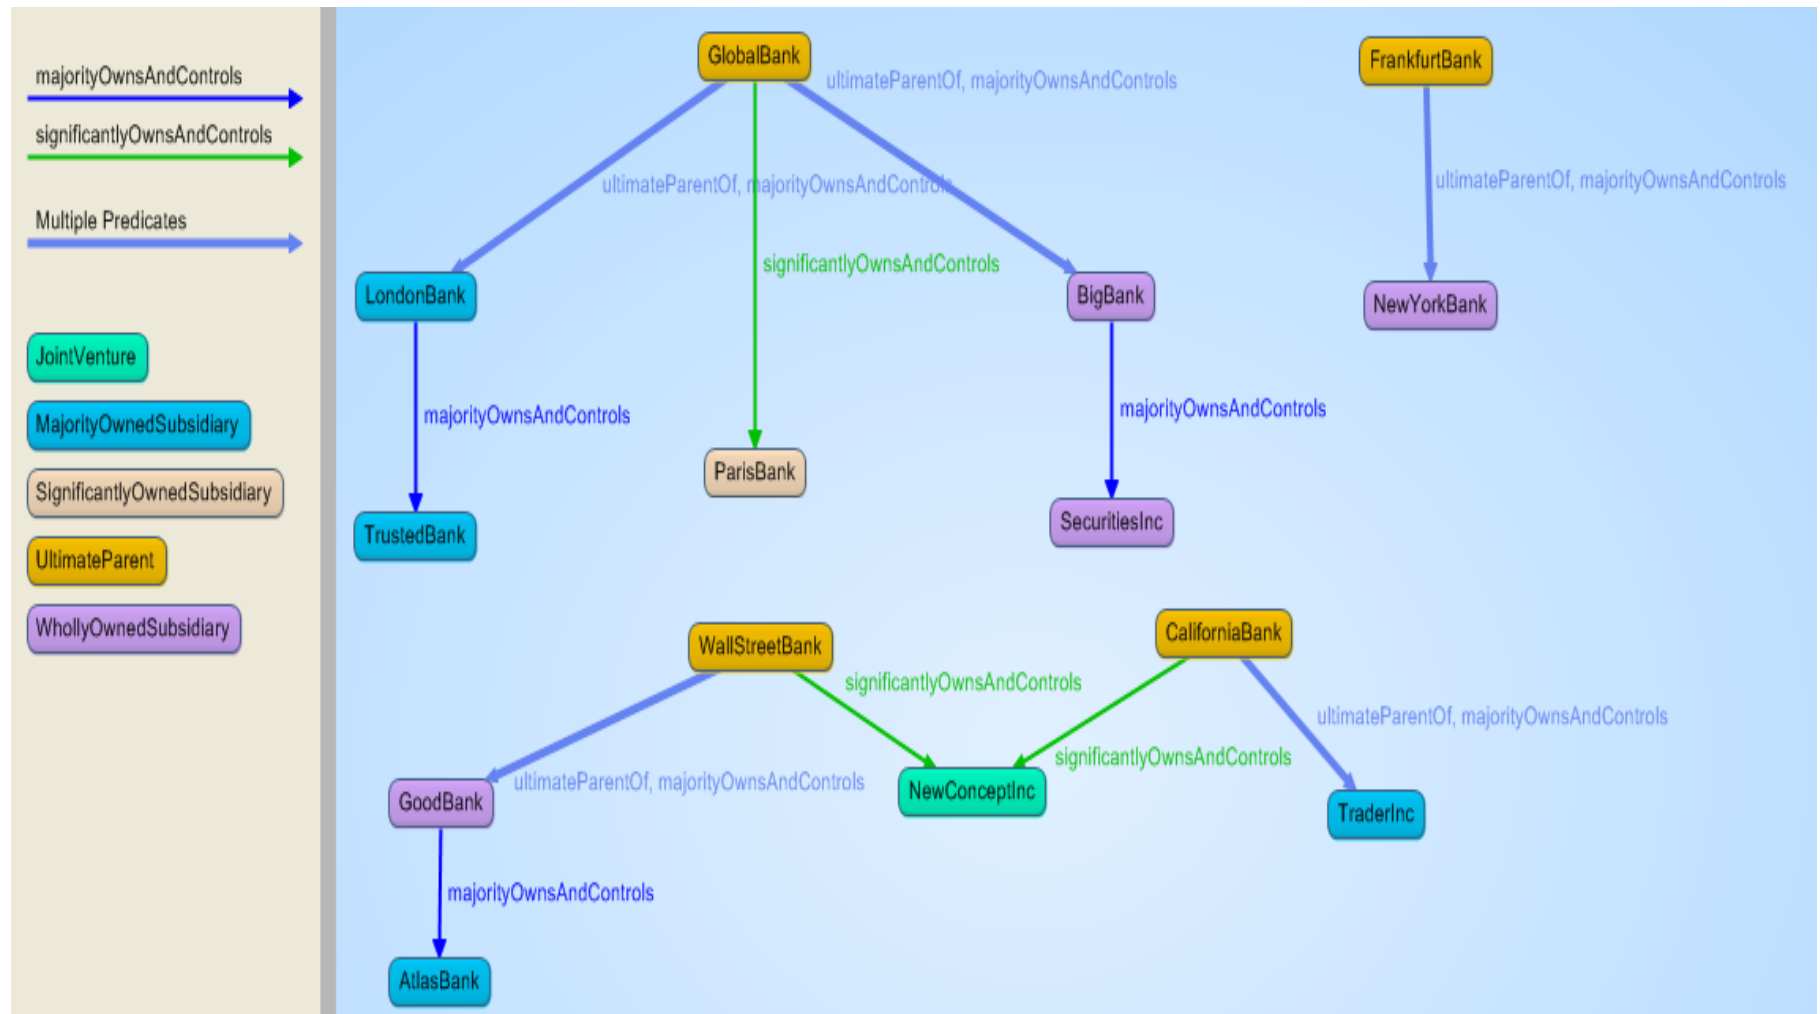 majorityOwnsAndControls
significantlyOwnsAndControls
Multiple Predicates
JointVenture
MajorityOwnedSubsidiary
SignificantlyOwnedSubsidiary
UltimateParent
WhollyOwnedSubsidiary
GlobalBank
ultimateParentOf, majorityOwnsAndControls
FrankfurtBank
ultimateParentOf, majorityOwnsAndControls
ultimateParentOf, majorityOwnsAndControls
significantlyOwnsAndControls
LondonBank
BigBank
NewYorkBank
majorityOwnsAndControls
majorityOwnsAndControls
ParisBank
SecuritiesInc
TrustedBank
WallStreetBank
CaliforniaBank
significantlyOwnsAndControls
ultimateParentOf, majorityOwnsAndControls
significantlyOwnsAndControls
ultimateParentOf, majorityOwnsAndControls
GoodBank
NewConceptInc
TraderInc
majorityOwnsAndControls
AtlasBank